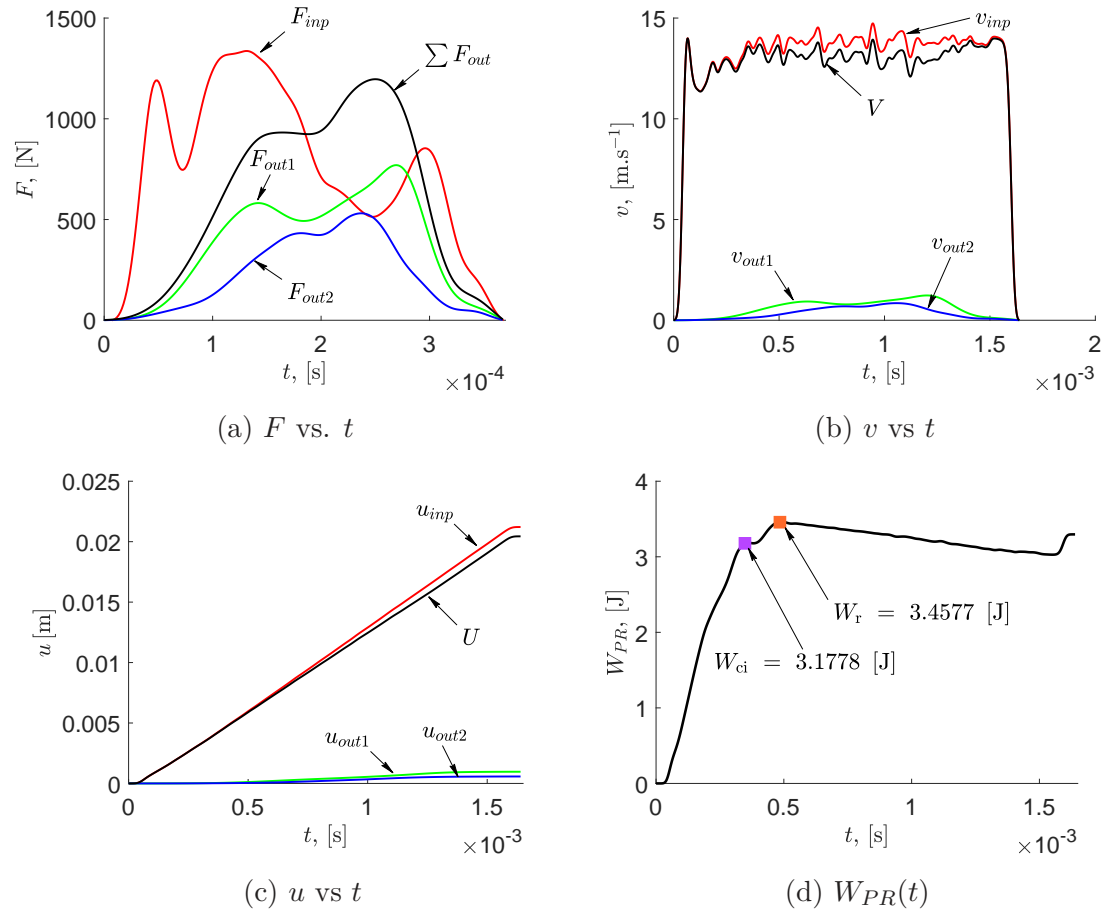 1500
1000
500
0
0
1
2
3
×10⁻⁴
F, [N]
t, [s]
F_inp
∑ F_out
F_out1
F_out2
(a) F vs. t
15
10
5
0
0
0.5
1
1.5
2
×10⁻³
v, [m.s⁻¹]
t, [s]
v_inp
V
v_out1
v_out2
(b) v vs t
0.025
0.02
0.015
0.01
0.005
0
0
0.5
1
1.5
×10⁻³
u [m]
t, [s]
u_inp
U
u_out1
u_out2
(c) u vs t
4
3
2
1
0
0
0.5
1
1.5
×10⁻³
W_PR, [J]
t, [s]
W_r = 3.4577 [J]
W_ci = 3.1778 [J]
(d) W_PR(t)